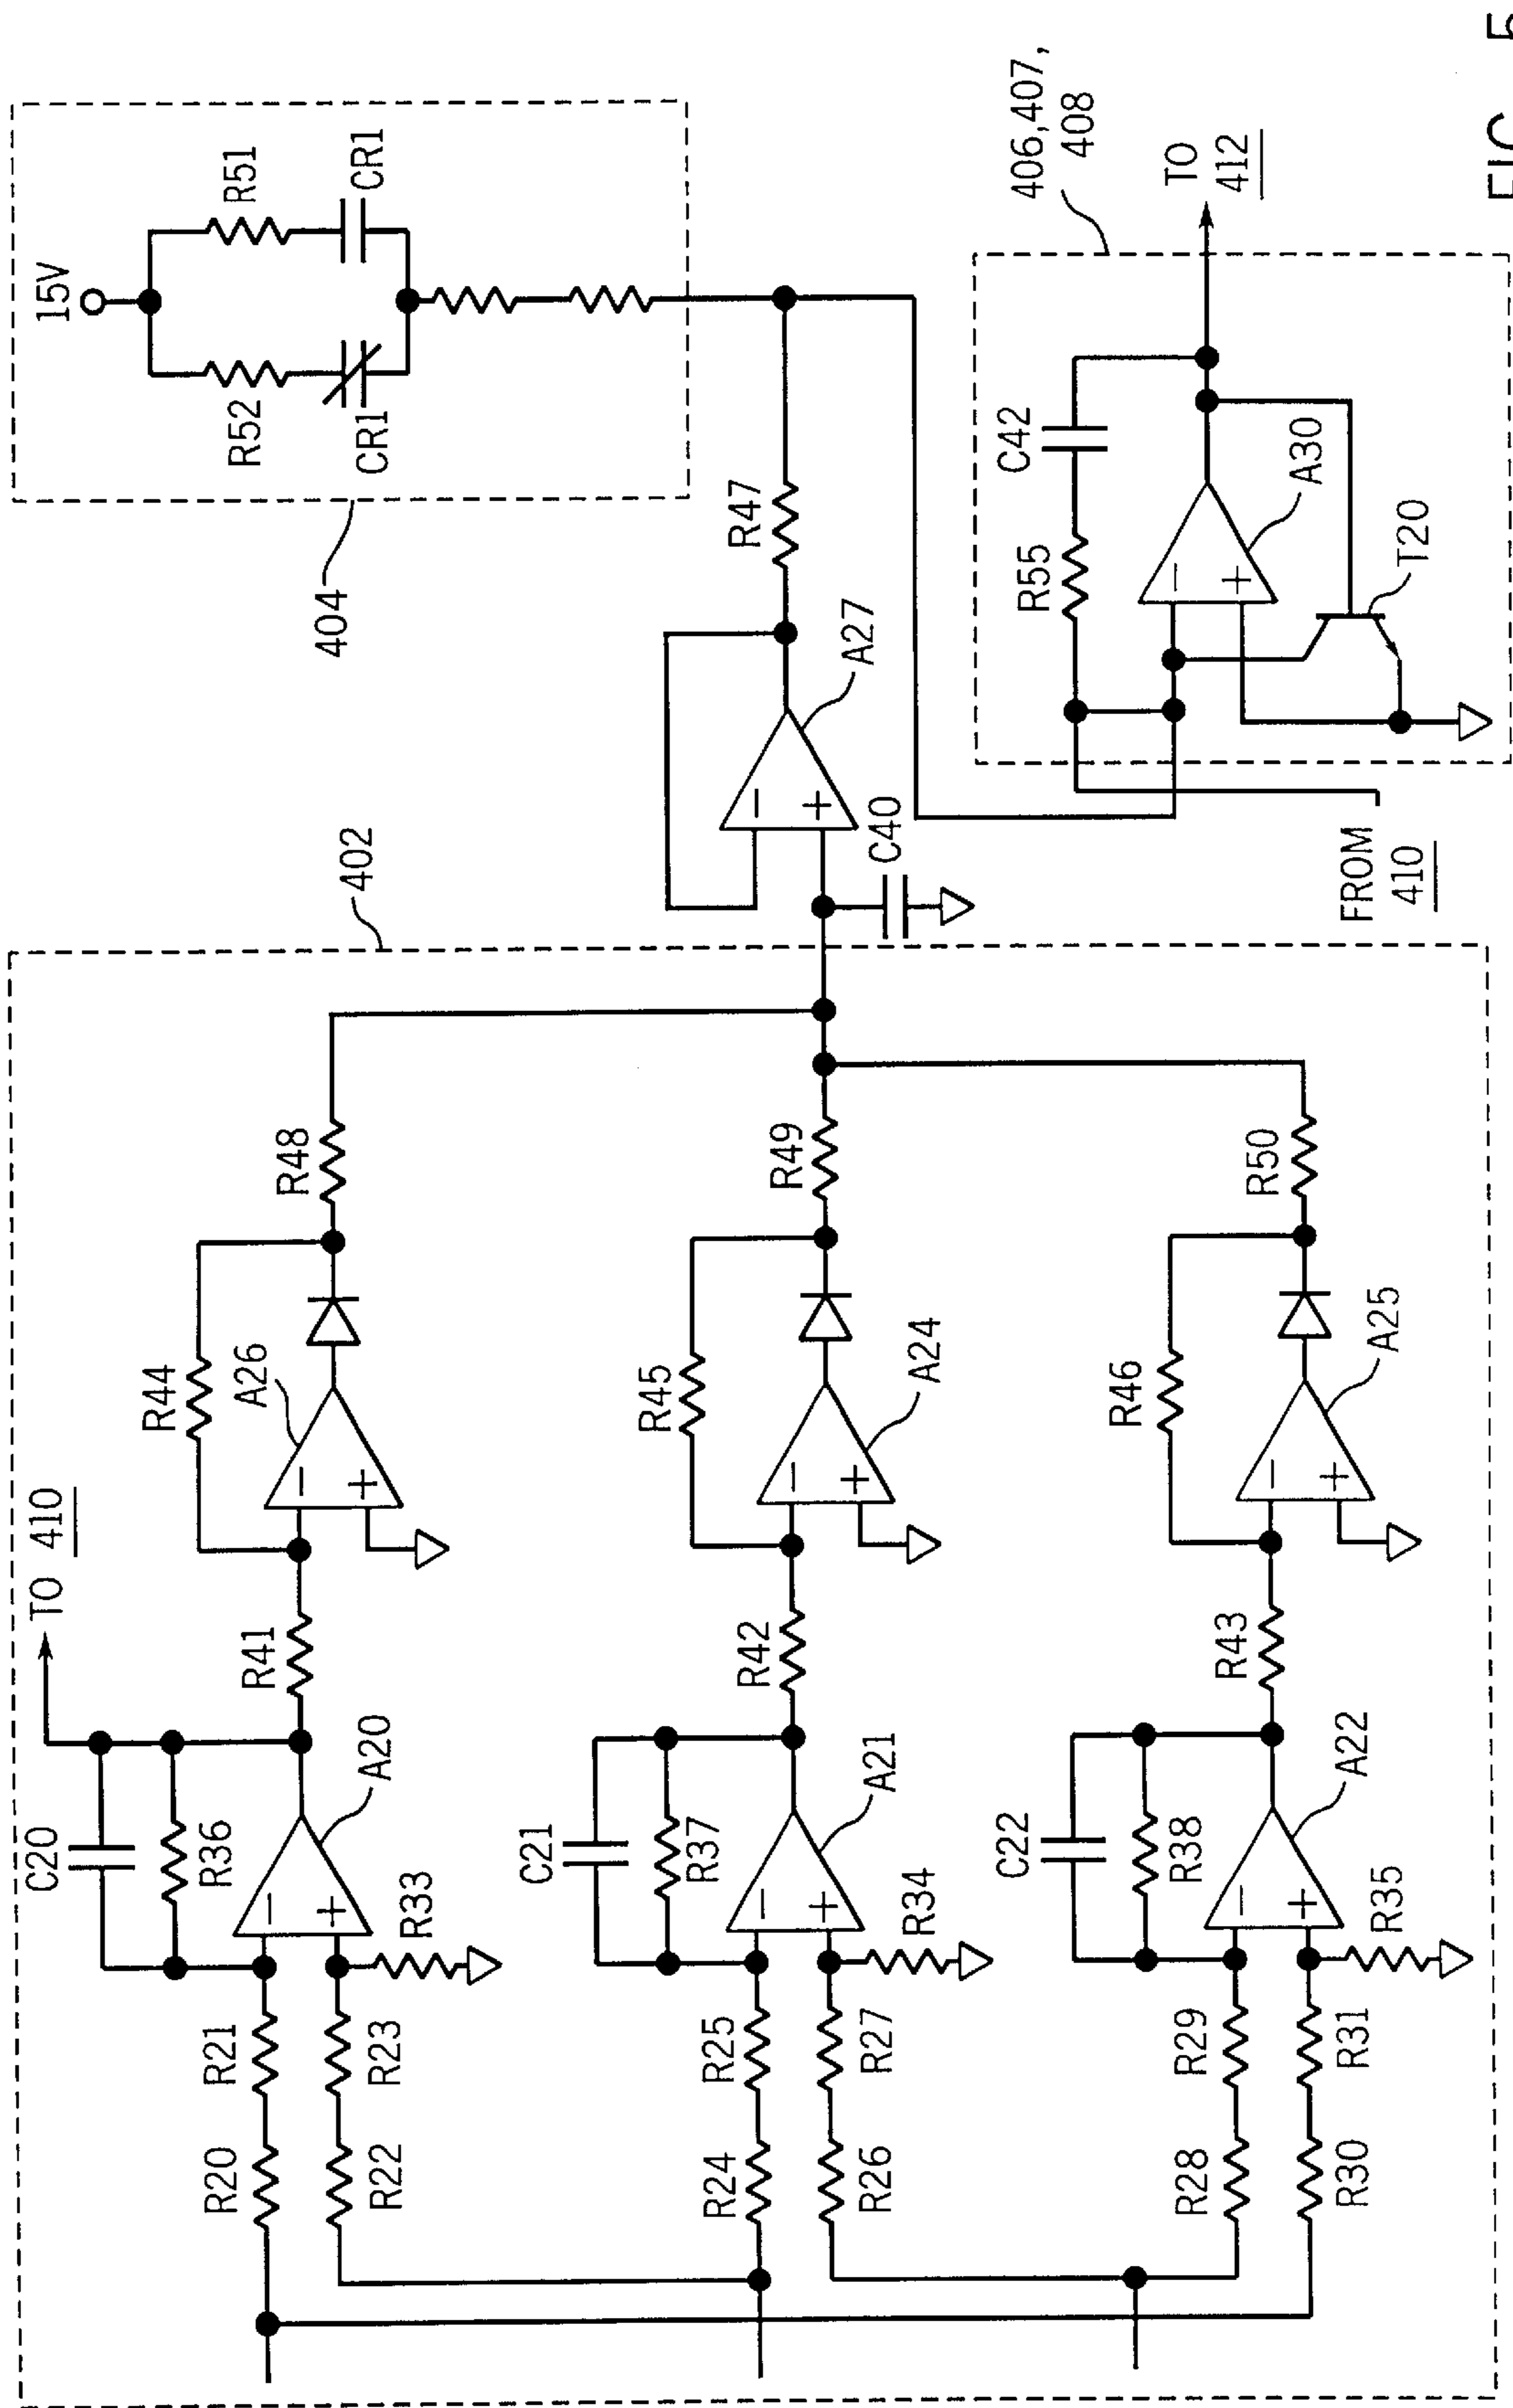 15V
R51
R52
CR1
CR1
404
406,407,
408
TO
412
C42
R55
A30
T20
R47
A27
C40
FROM
410
402
R48
R49
R50
R44
A26
R45
A24
R46
A25
TO 410
R41
R42
R43
C20
R36
A20
R33
C21
R37
A21
R34
C22
R38
A22
R35
R20
R21
R22
R23
R24
R25
R26
R27
R28
R29
R30
R31
-
+
-
+
-
+
-
+
-
+
-
+
-
+
-
+
FIG. 5